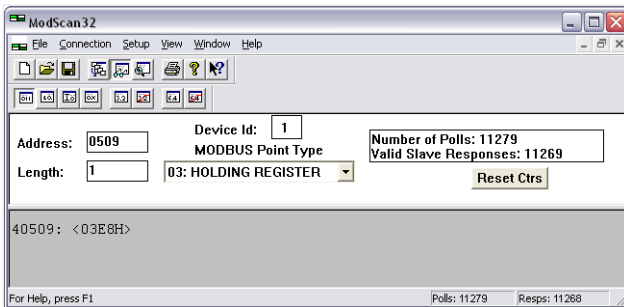 ModScan32
File Connection Setup View Window Help
Address: 0509
Device Id: 1
MODBUS Point Type
Length: 1
03: HOLDING REGISTER
Number of Polls: 11279
Valid Slave Responses: 11269
Reset Ctrs
40509: <03E8H>
For Help, press F1
Polls: 11279
Resps: 11268